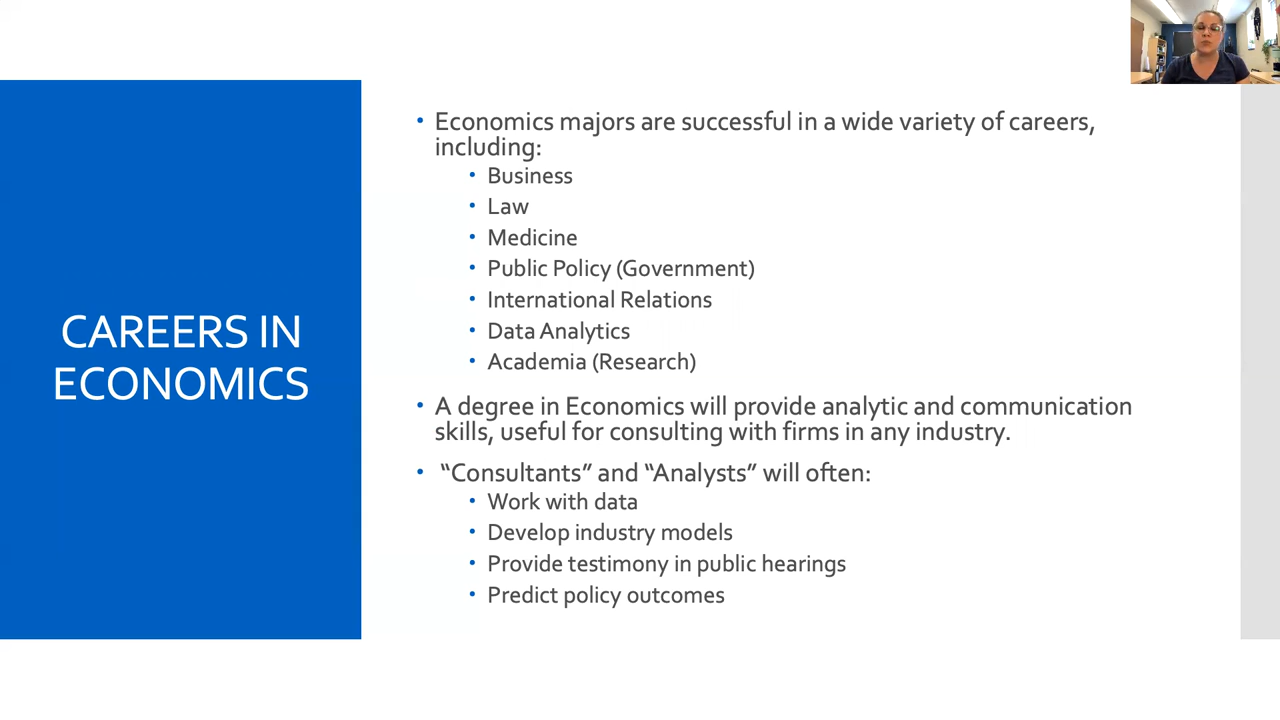 CAREERS IN
ECONOMICS
• Economics majors are successful in a wide variety of careers,
including:
• Business
• Law
• Medicine
• Public Policy (Government)
• International Relations
• Data Analytics
• Academia (Research)
• A degree in Economics will provide analytic and communication
skills, useful for consulting with firms in any industry.
• “Consultants” and “Analysts” will often:
• Work with data
• Develop industry models
• Provide testimony in public hearings
• Predict policy outcomes